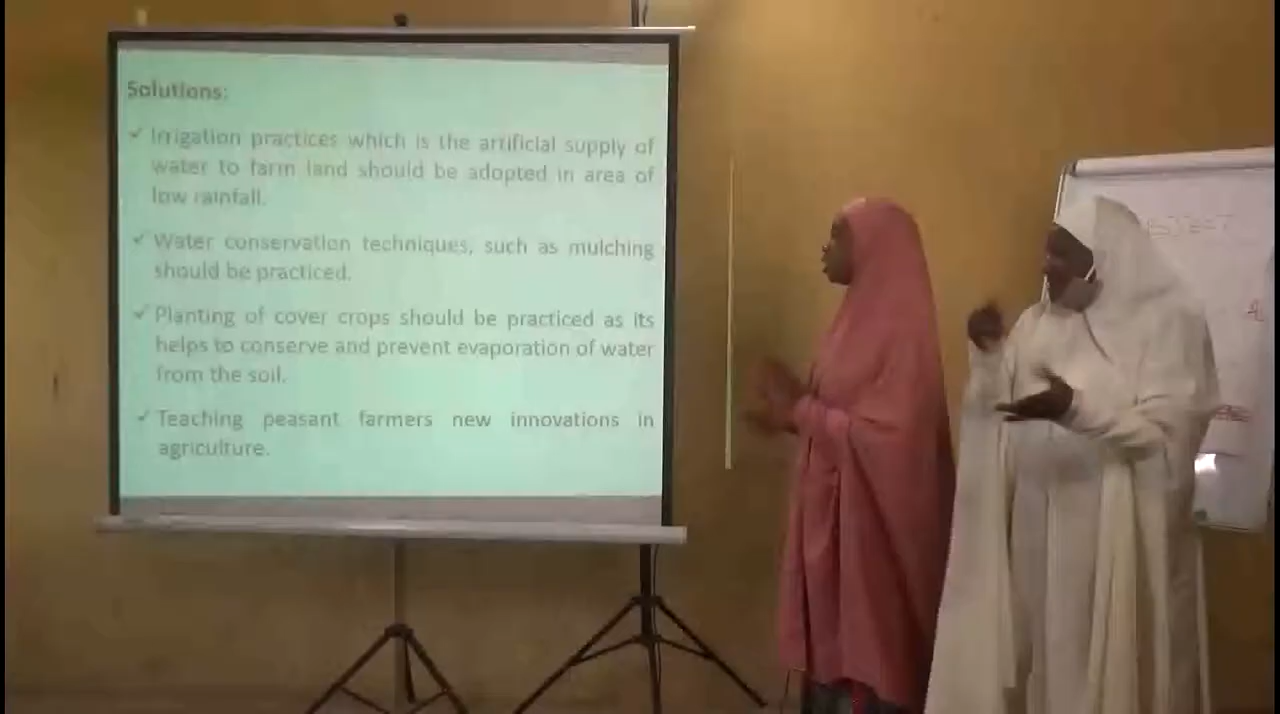 Solutions:
✓ Irrigation practices which is the artificial supply of
water to farm land should be adopted in area of
low rainfall.
✓ Water conservation techniques, such as mulching
should be practiced.
✓ Planting of cover crops should be practiced as its
helps to conserve and prevent evaporation of water
from the soil.
✓ Teaching peasant farmers new innovations in
agriculture.